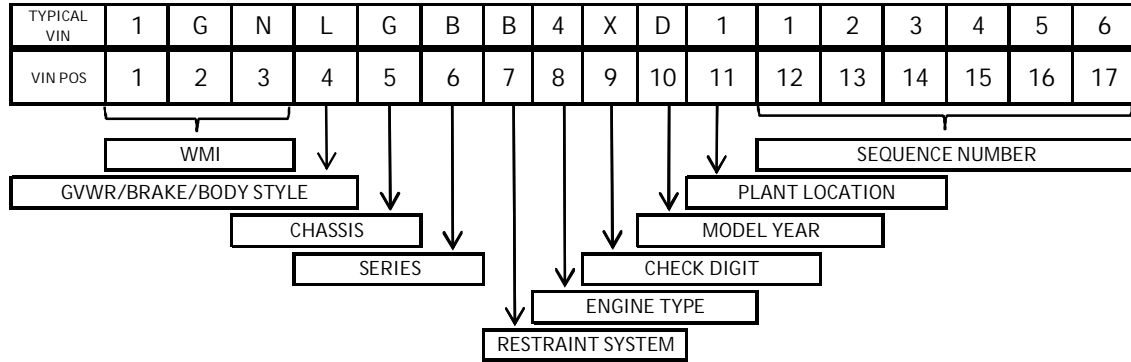 TYPICAL VIN 1 G N L G B B 4 X D 1 1 2 3 4 5 6
VIN POS 1 2 3 4 5 6 7 8 9 10 11 12 13 14 15 16 17
WMI SEQUENCE NUMBER
GVWR/BRAKE/BODY STYLE PLANT LOCATION
CHASSIS MODEL YEAR
SERIES CHECK DIGIT
ENGINE TYPE
RESTRAINT SYSTEM